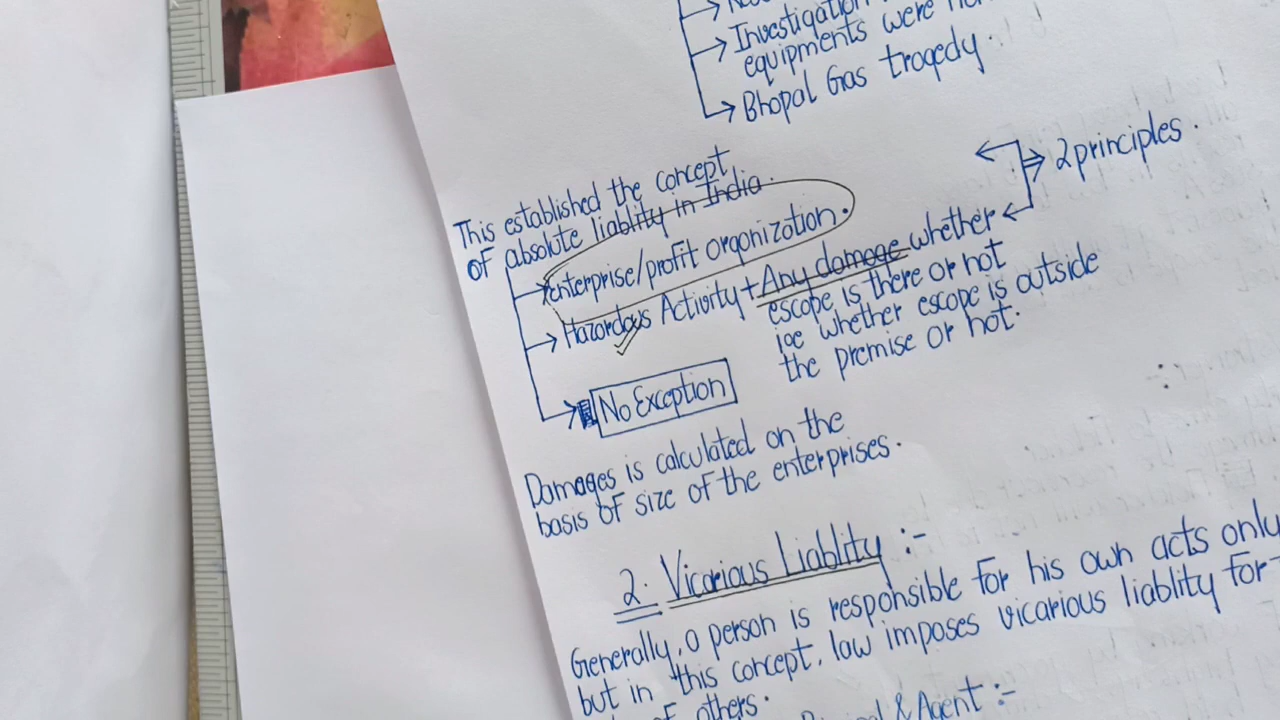 Investigation
equipments were
Bhopal Gas tragedy.
2 principles.
This established the concept
of absolute liablity in India.
enterprise/profit organization.
Hazardous Activity + Any damage whether
escape is there or not
ice whether escape is outside
the premise or not.
No Exception
Damages is calculated on the
basis of size of the enterprises.
2. Vicarious Liablity :-
Generally, a person is responsible for his own acts only
but in this concept, law imposes vicarious liablity for
of others.
& Agent :-